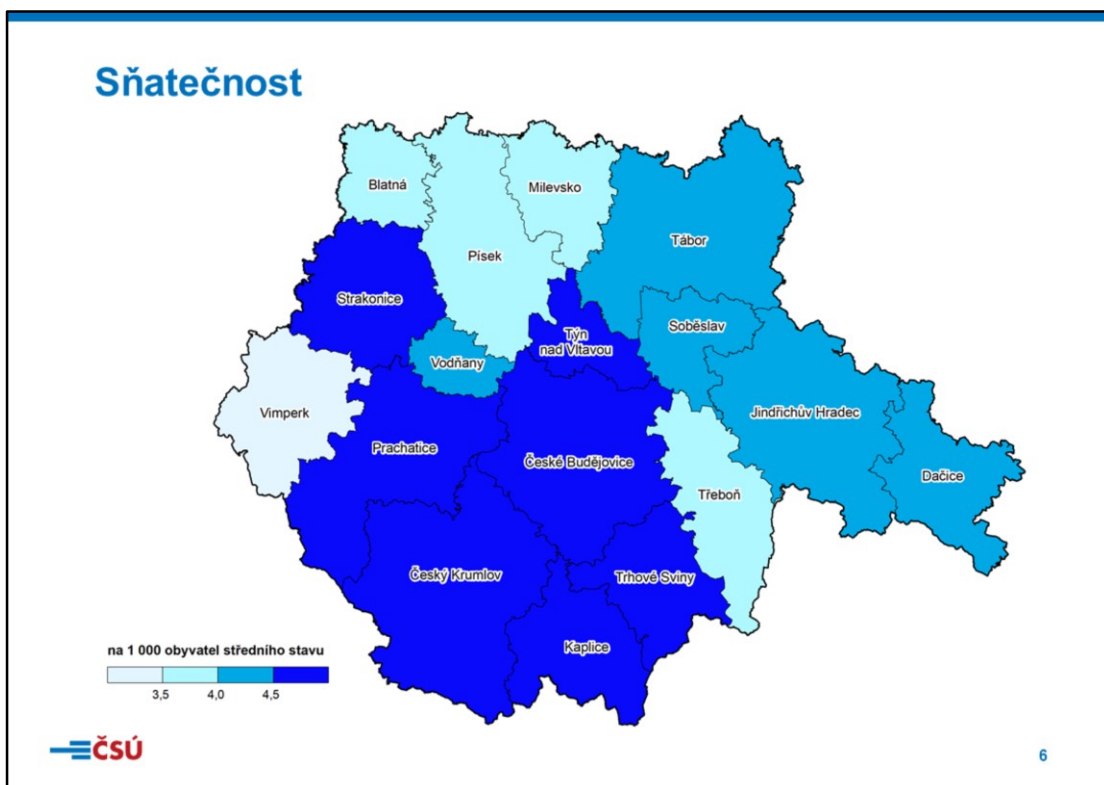 Sňatečnost
Blatná
Milevsko
Písek
Tábor
Strakonice
Soběslav
Týn
nad Vltavou
Vodňany
Vimperk
Jindřichův Hradec
Prachatice
České Budějovice
Dačice
Třeboň
Český Krumlov
Trhové Sviny
Kaplice
na 1 000 obyvatel středního stavu
3,5 4,0 4,5
ČSÚ
6